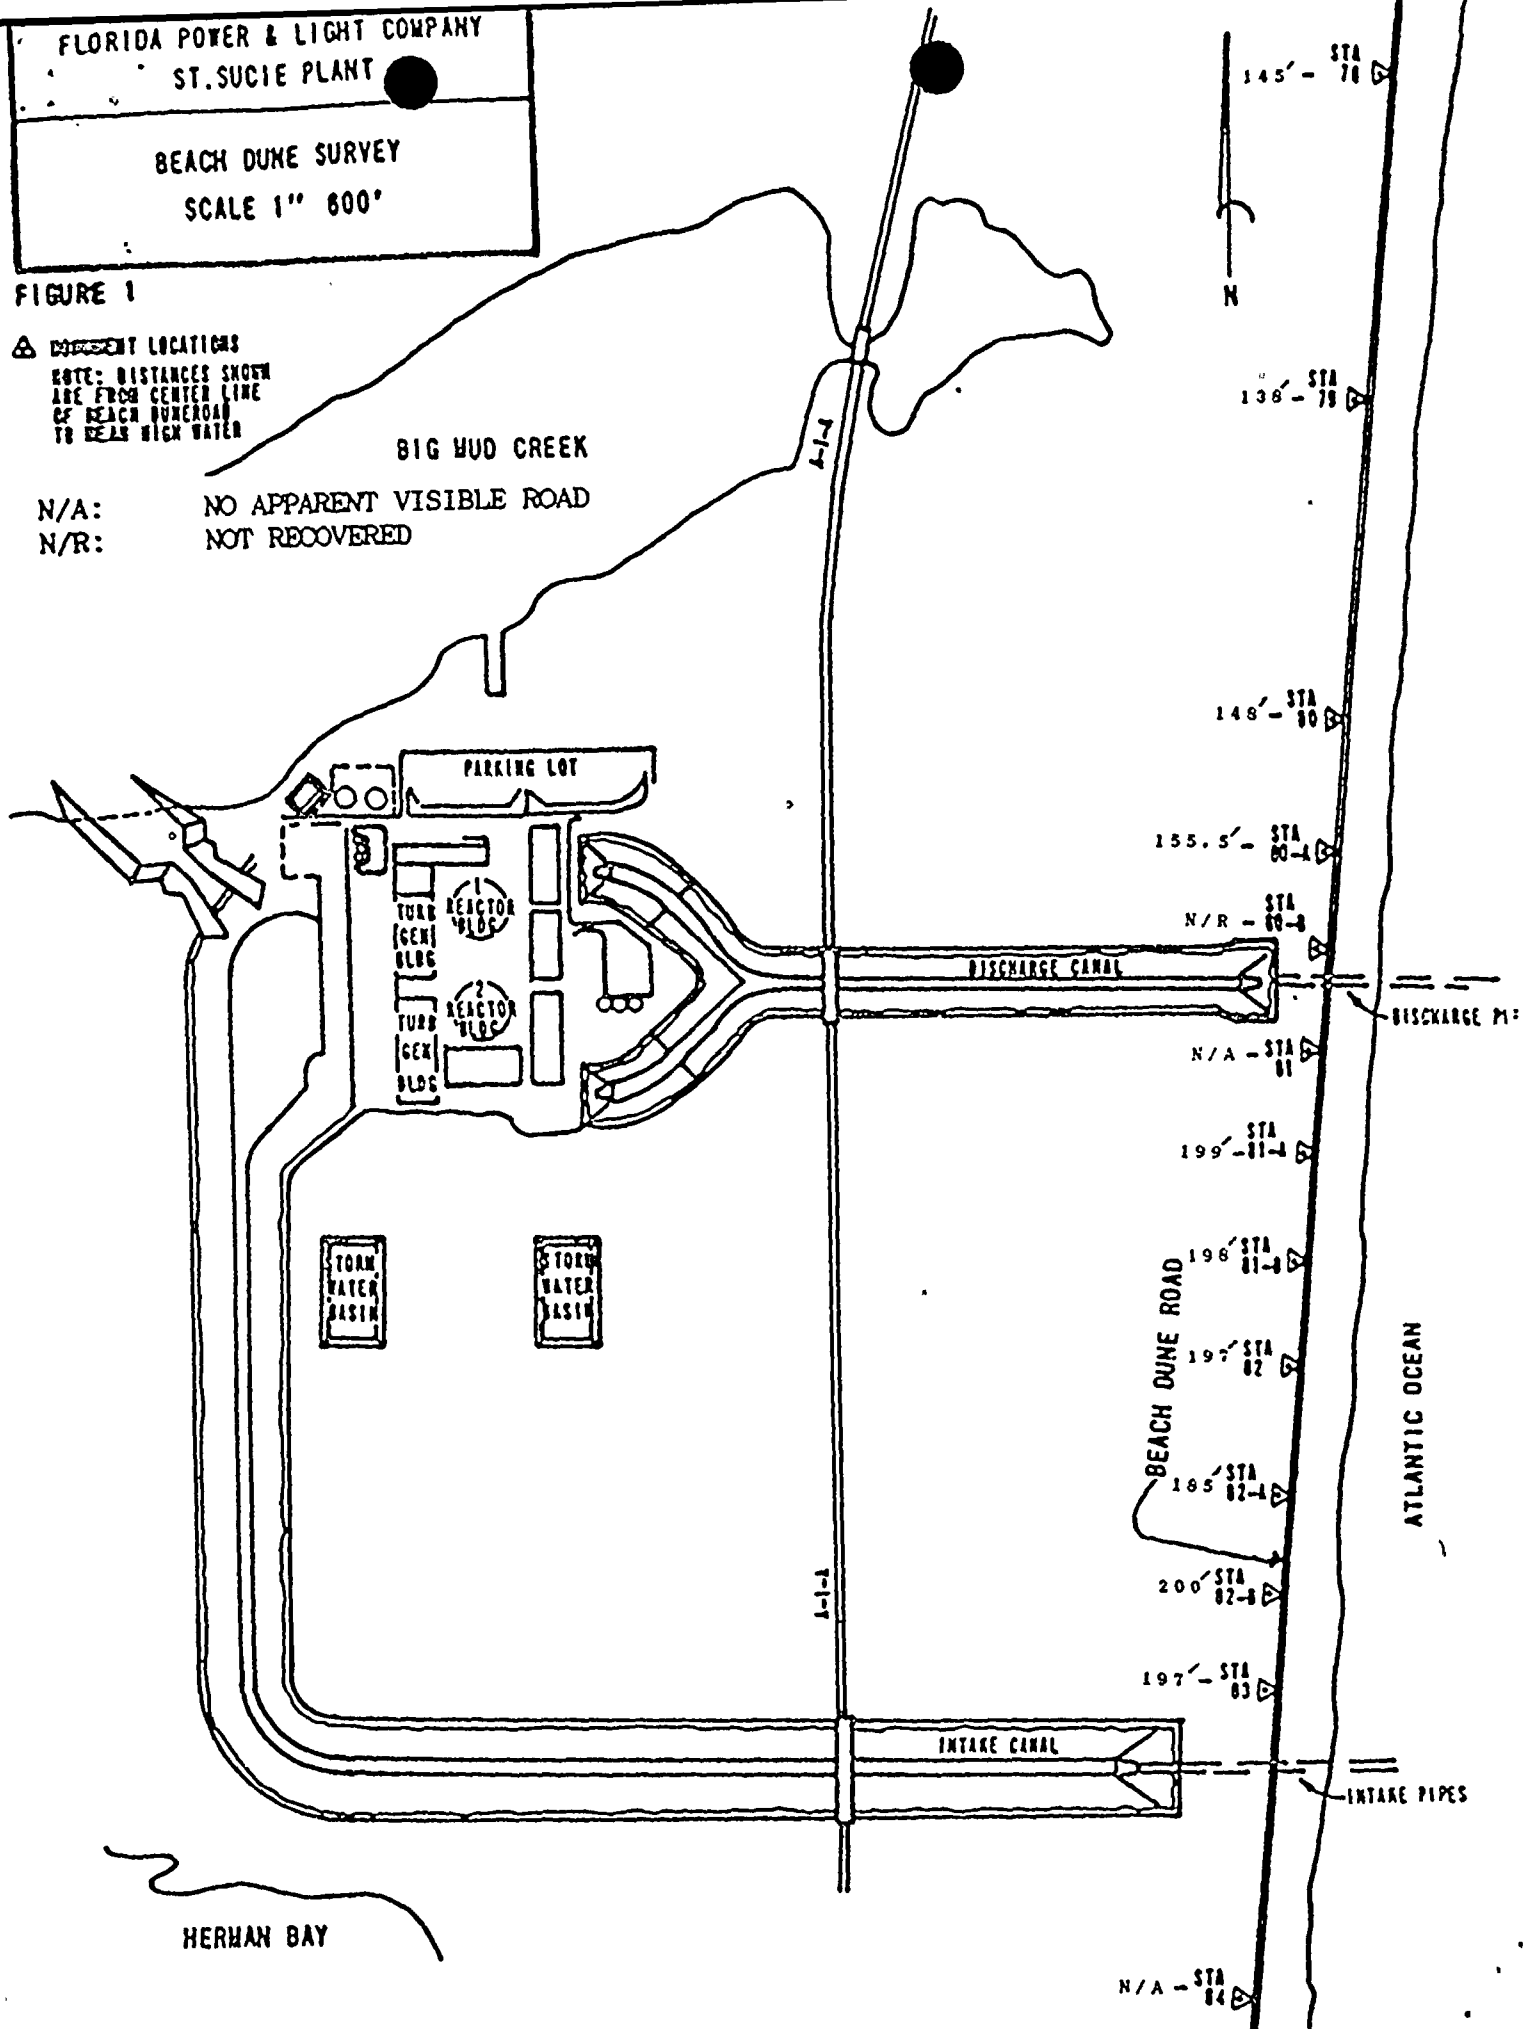 FLORIDA POWER & LIGHT COMPANY
ST.SUCIE PLANT
BEACH DUNE SURVEY
SCALE 1" 600'
FIGURE 1
LOCATIONS
NOTE: DISTANCES SHOWN
ARE FROM CENTER LINE
OF BEACH DUNEROAD
TO MEAN HIGH WATER
N/A: NO APPARENT VISIBLE ROAD
N/R: NOT RECOVERED
BIG MUD CREEK
A-1-A
N
145' - STA
78
138' - STA
79
148' - STA
80
155.5' - STA
80-A
N/R - STA
80-B
PARKING LOT
1
REACTOR
BLDG
TURB
GEN
BLDG
2
REACTOR
BLDG
TURB
GEN
BLDG
DISCHARGE CANAL
DISCHARGE PI
N/A - STA
81
199' - STA
81-A
198' STA
81-B
197' STA
82
185' STA
82-A
200' STA
82-B
197' - STA
83
TORM
WATER
BASIN
STORM
WATER
BASIN
BEACH DUNE ROAD
ATLANTIC OCEAN
A-1-A
INTAKE CANAL
INTAKE PIPES
HERMAN BAY
N/A - STA
84